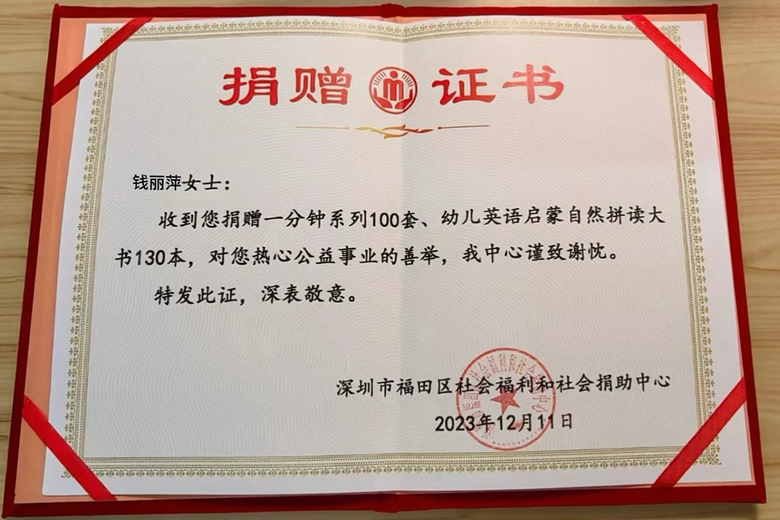 捐赠证书
钱丽萍女士：
收到您捐赠一分钟系列100套、幼儿英语启蒙自然拼读大
书130本，对您热心公益事业的善举，我中心谨致谢忱。
特发此证，深表敬意。
深圳市福田区社会福利和社会捐助中心
2023年12月11日